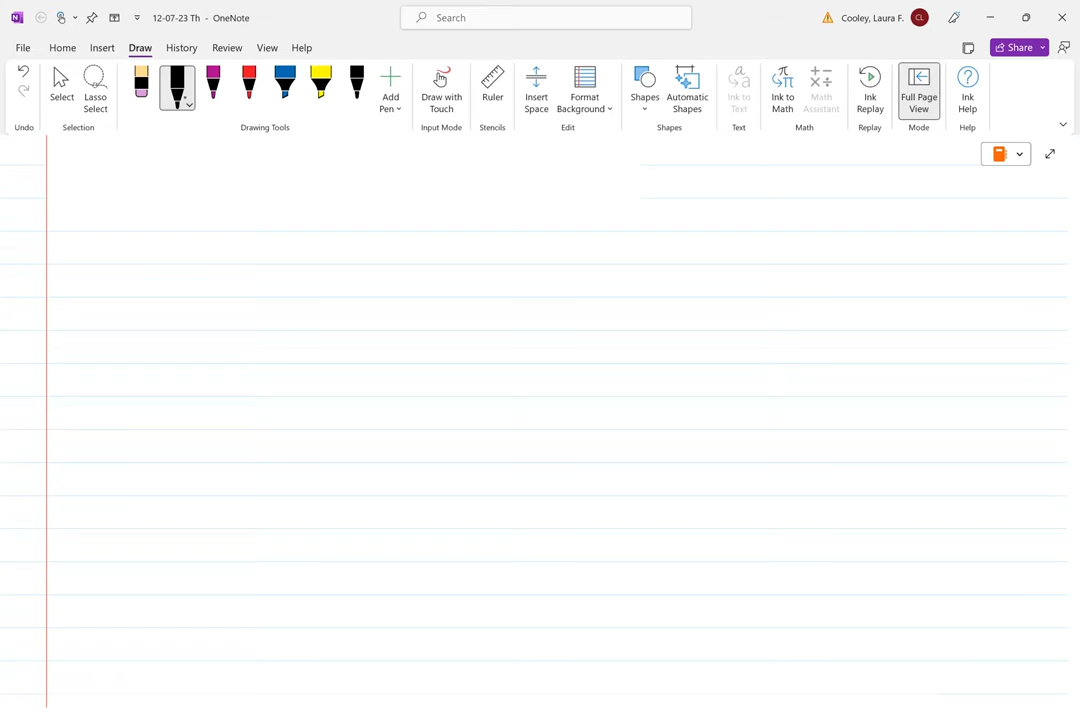 12-07-23 Th - OneNote
Search
Cooley, Laura F.
CL
File
Home
Insert
Draw
History
Review
View
Help
Share
Undo
Select
Lasso Select
Selection
Drawing Tools
Add Pen
Draw with Touch
Input Mode
Ruler
Stencils
Insert Space
Format Background
Edit
Shapes
Automatic Shapes
Shapes
Ink to Text
Text
Ink to Math
Math Assistant
Math
Ink Replay
Replay
Full Page View
Mode
Ink Help
Help